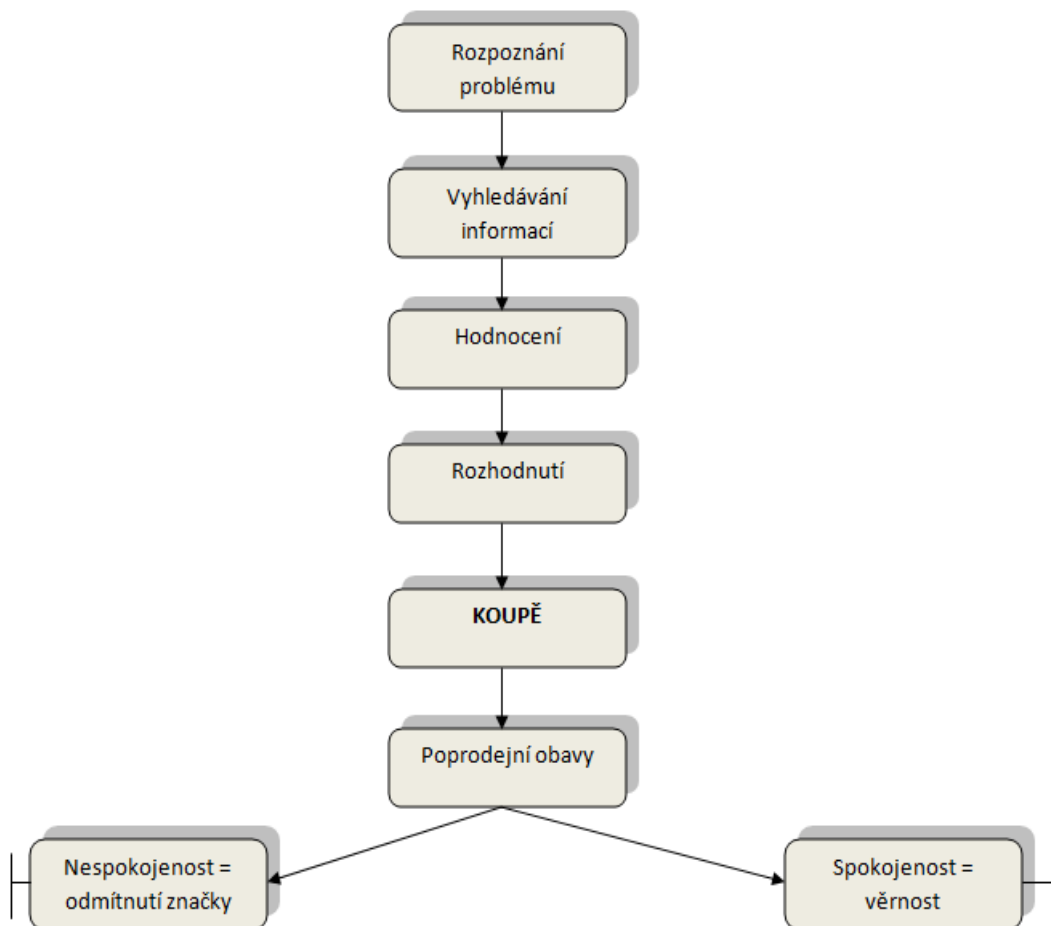 Rozpoznání
problému
Vyhledávání
informací
Hodnocení
Rozhodnutí
KOUPĚ
Poprodejní obavy
Nespokojenost =
odmítnutí značky
Spokojenost =
věrnost